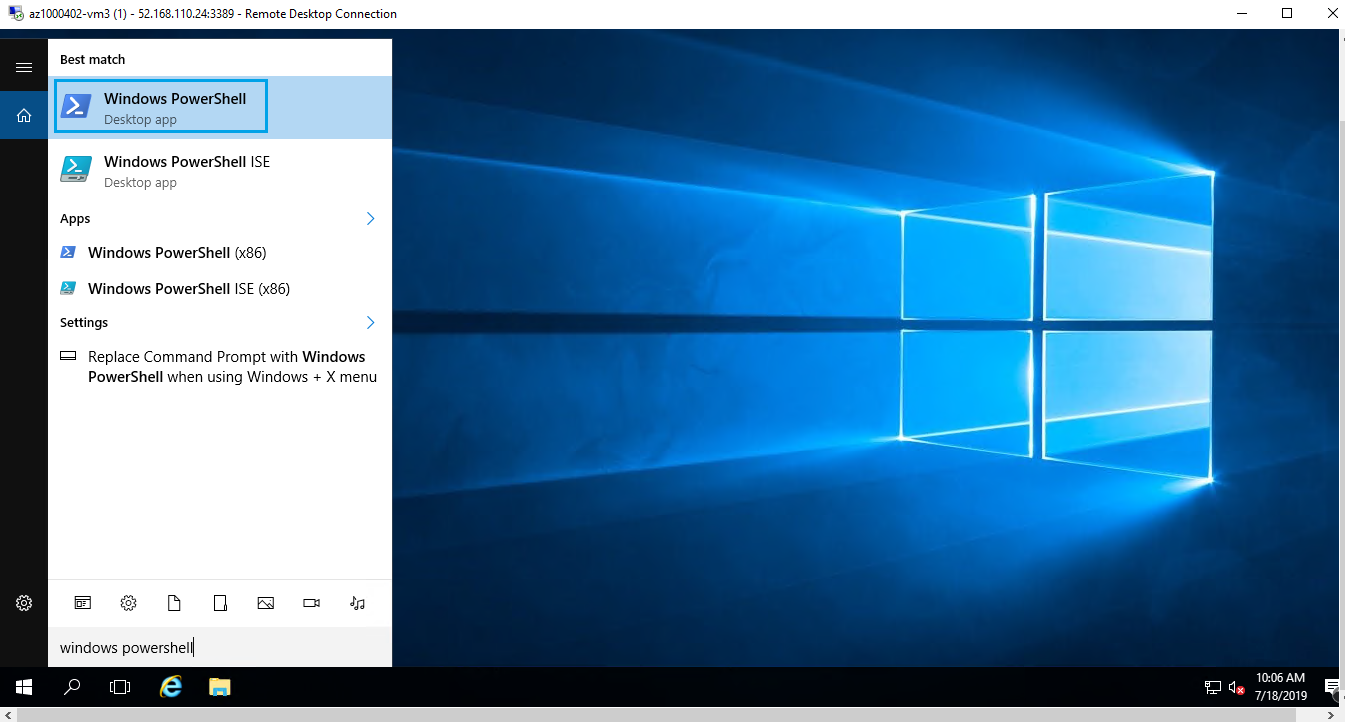 az1000402-vm3 (1) - 52.168.110.24:3389 - Remote Desktop Connection
Best match
Windows PowerShell
Desktop app
Windows PowerShell ISE
Desktop app
Apps
Windows PowerShell (x86)
Windows PowerShell ISE (x86)
Settings
Replace Command Prompt with Windows
PowerShell when using Windows + X menu
windows powershell
10:06 AM
7/18/2019